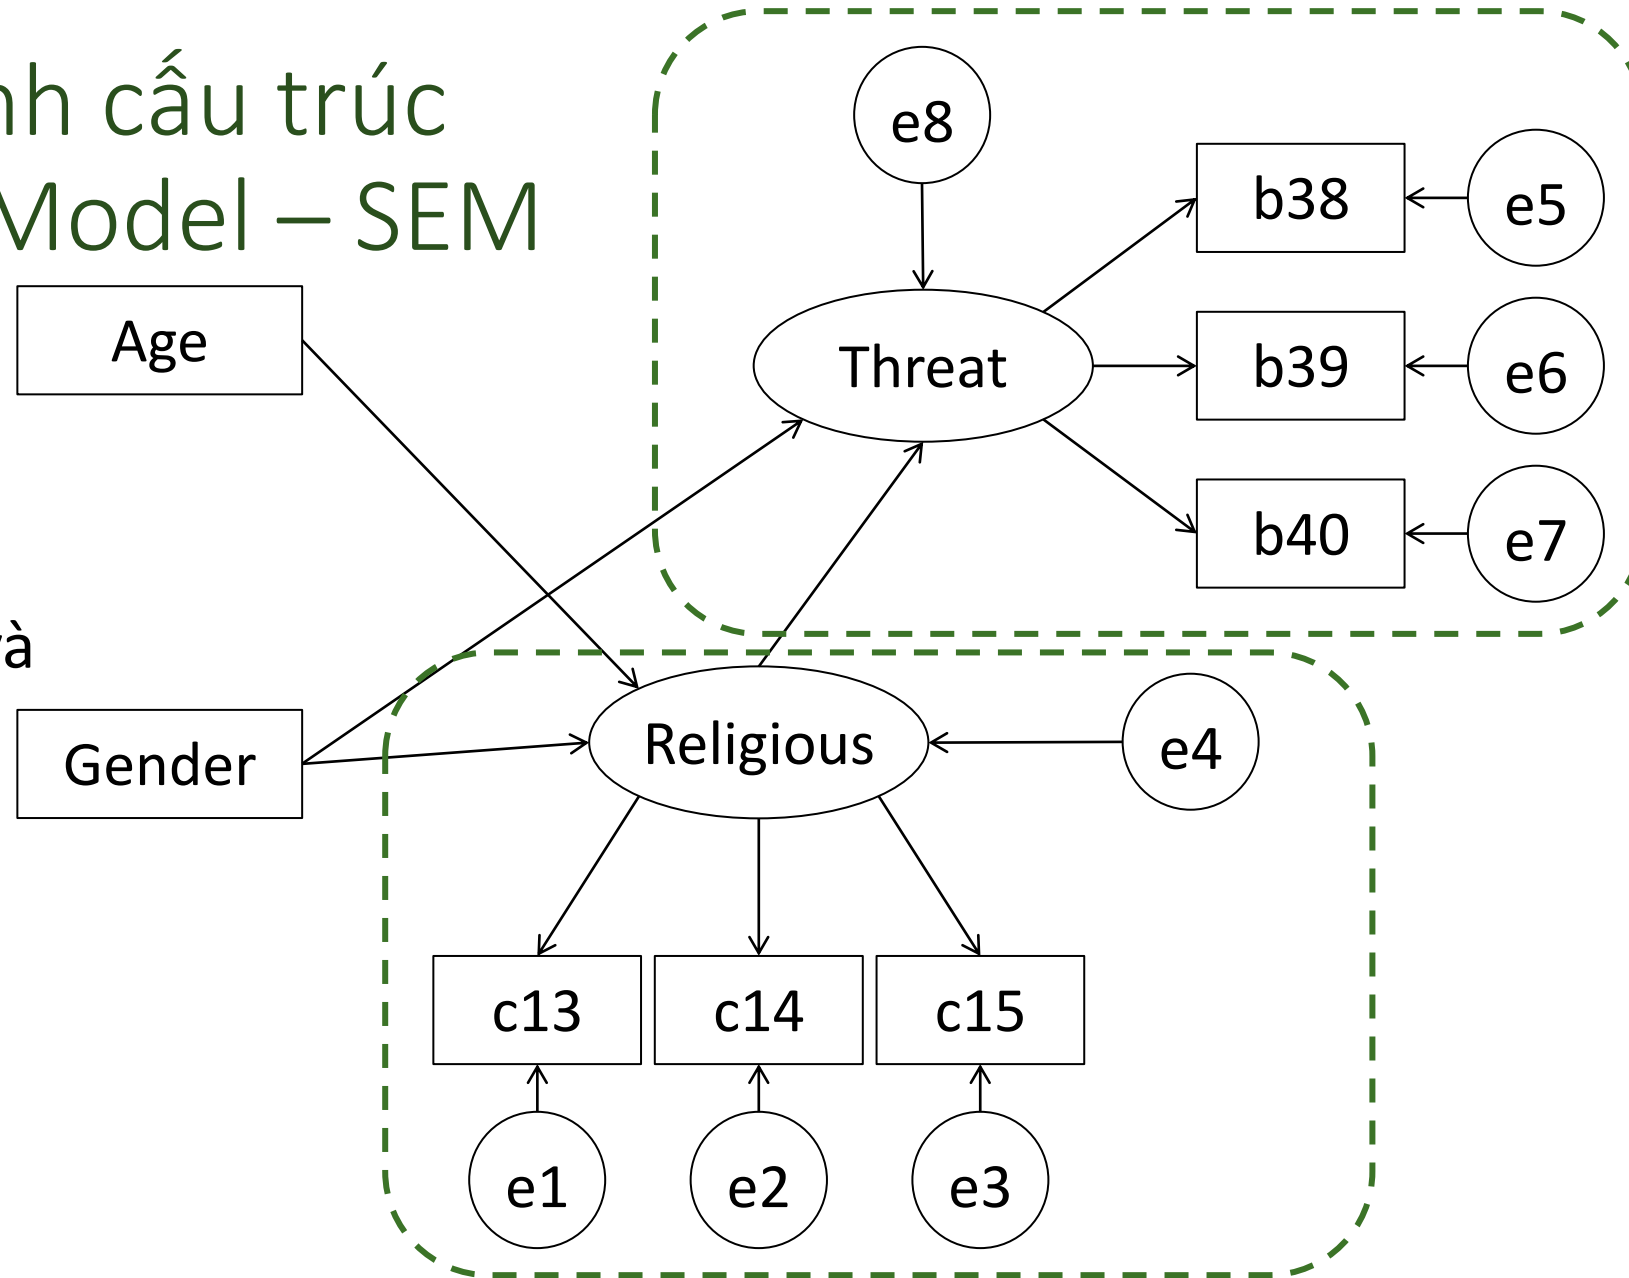 nh cấu trúc
Model – SEM
e8
b38
e5
Age
Threat
b39
e6
b40
e7
và
Gender
Religious
e4
c13
c14
c15
e1
e2
e3